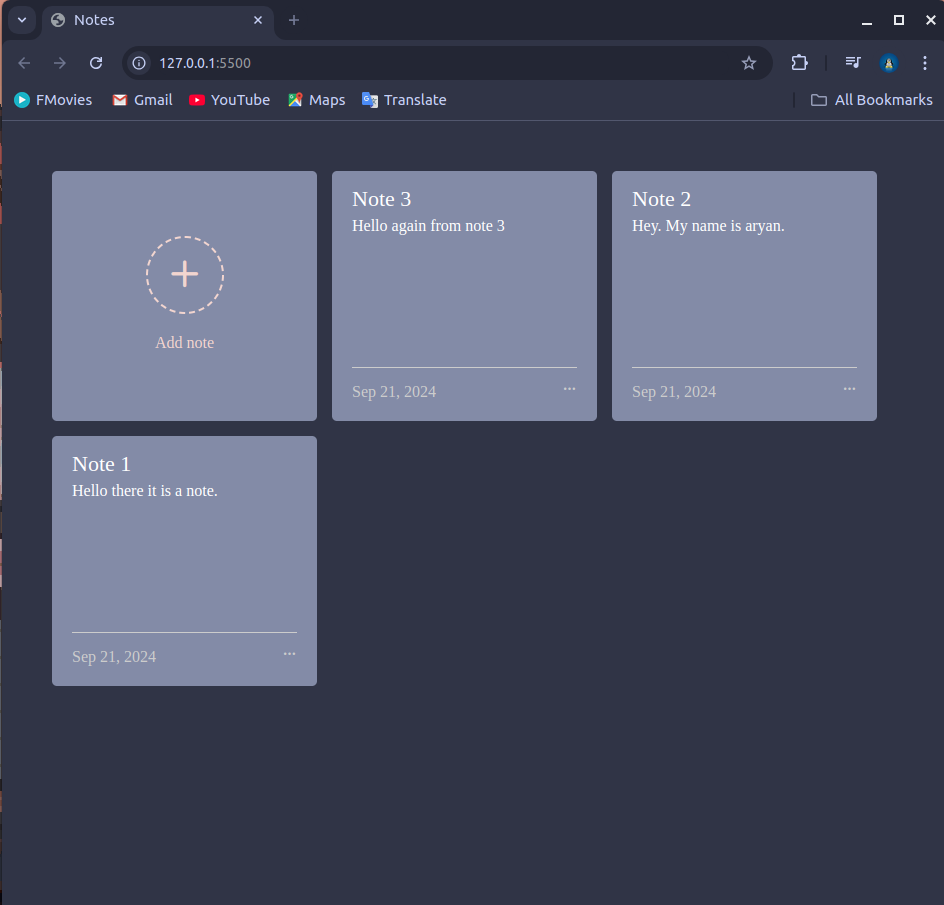 Notes
127.0.0.1:5500
FMovies Gmail YouTube Maps Translate All Bookmarks
Add note
Note 3
Hello again from note 3
Sep 21, 2024
Note 2
Hey. My name is aryan.
Sep 21, 2024
Note 1
Hello there it is a note.
Sep 21, 2024